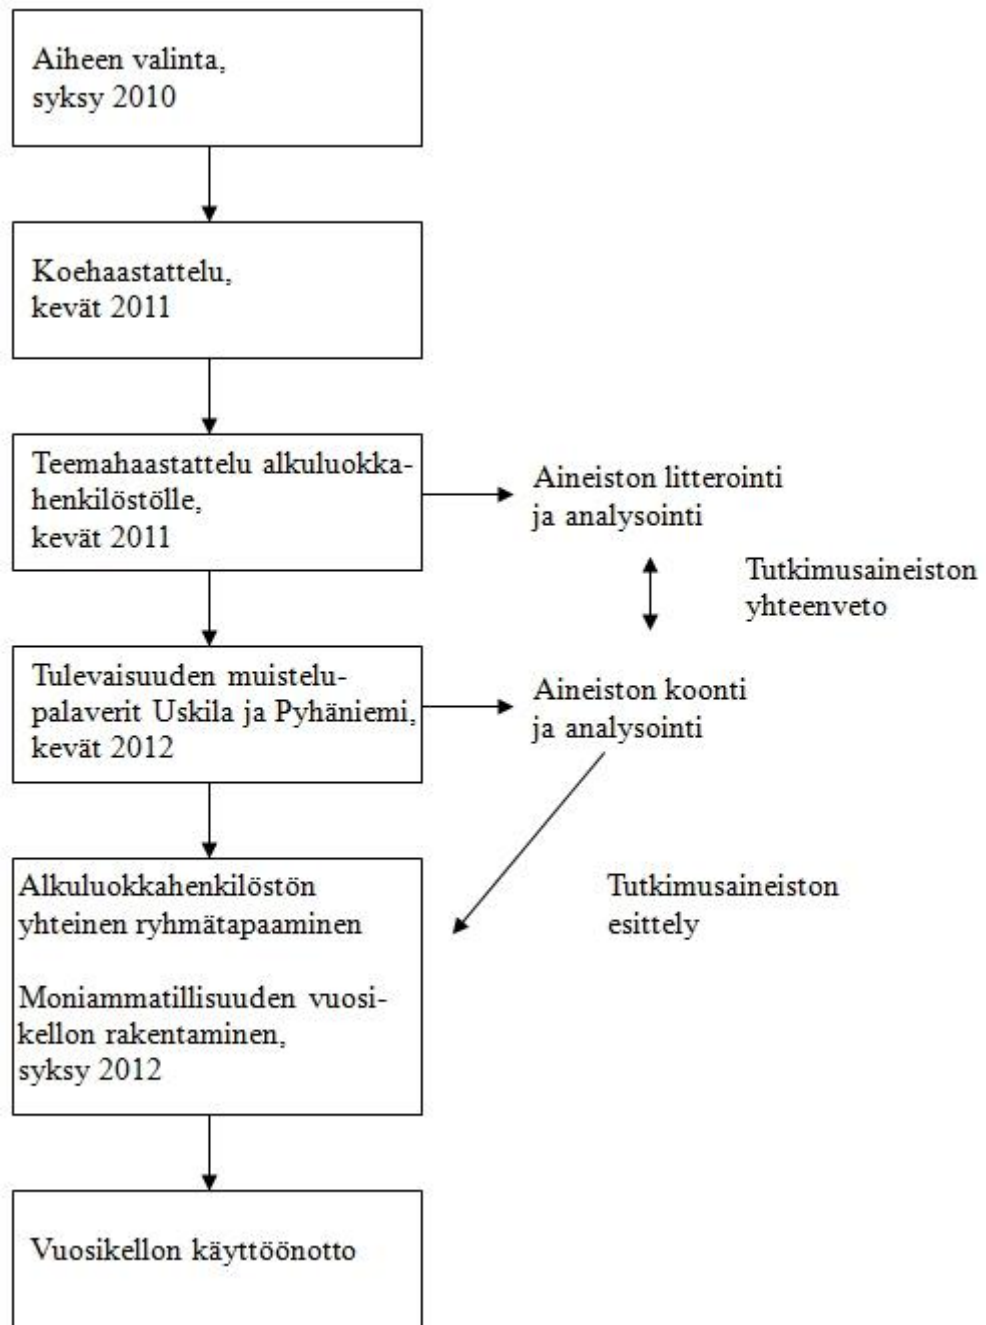 Aiheen valinta,
syksy 2010
Koehaastattelu,
kevät 2011
Teemahaastattelu alkuluokka-
henkilöstölle,
kevät 2011
Aineiston litterointi
ja analysointi
Tutkimusaineiston
yhteenveto
Tulevaisuuden muistelu-
palaverit Uskila ja Pyhäniemi,
kevät 2012
Aineiston koonti
ja analysointi
Tutkimusaineiston
esittely
Alkuluokkahenkilöstön
yhteinen ryhmätapaaminen
Moniammatillisuuden vuosi-
kellon rakentaminen,
syksy 2012
Vuosikellon käyttöönotto